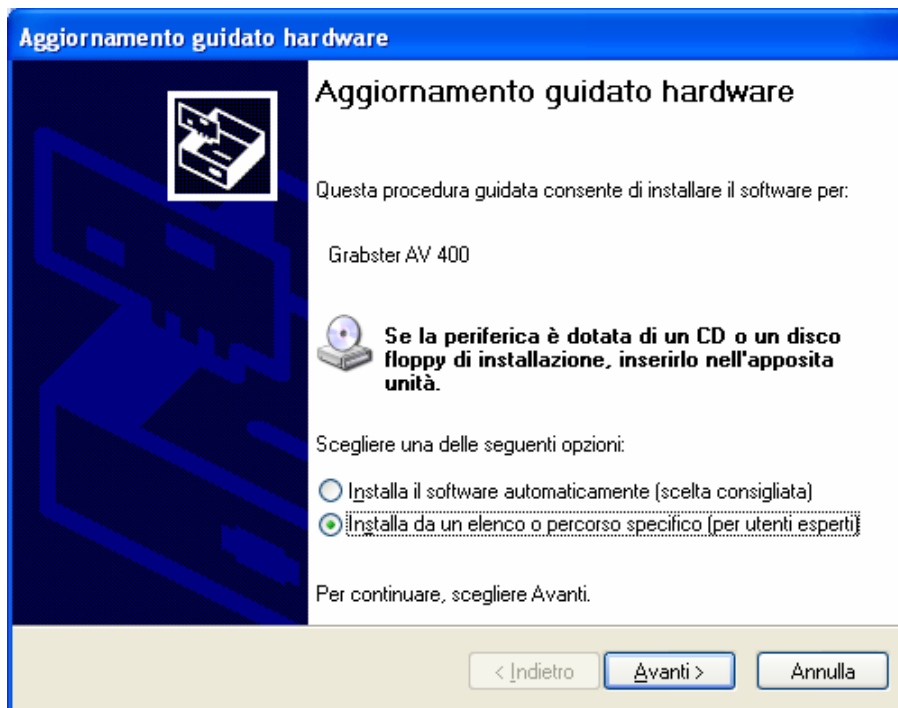 Aggiornamento guidato hardware
Aggiornamento guidato hardware
Questa procedura guidata consente di installare il software per:
Grabster AV 400
Se la periferica è dotata di un CD o un disco
floppy di installazione, inserirlo nell'apposita
unità.
Scegliere una delle seguenti opzioni:
Installa il software automaticamente (scelta consigliata)
Installa da un elenco o percorso specifico (per utenti esperti)
Per continuare, scegliere Avanti.
< Indietro Avanti > Annulla